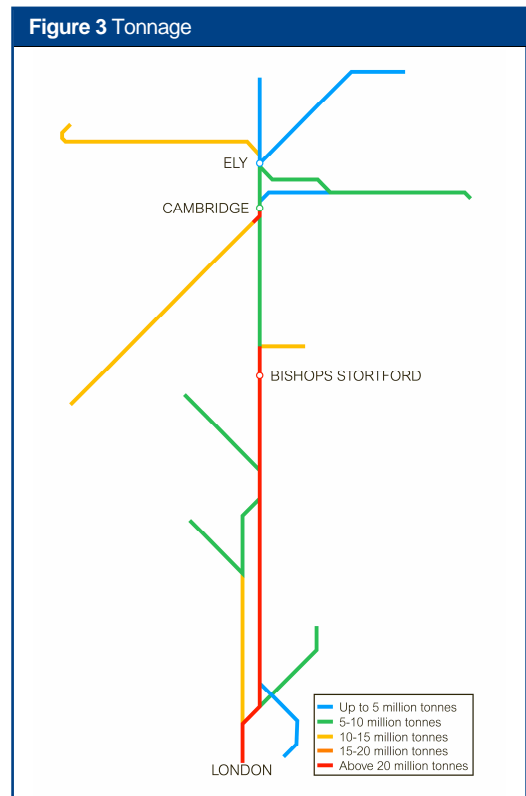 Figure 3 Tonnage
ELY
CAMBRIDGE
BISHOPS STORTFORD
Up to 5 million tonnes
5-10 million tonnes
10-15 million tonnes
15-20 million tonnes
Above 20 million tonnes
LONDON